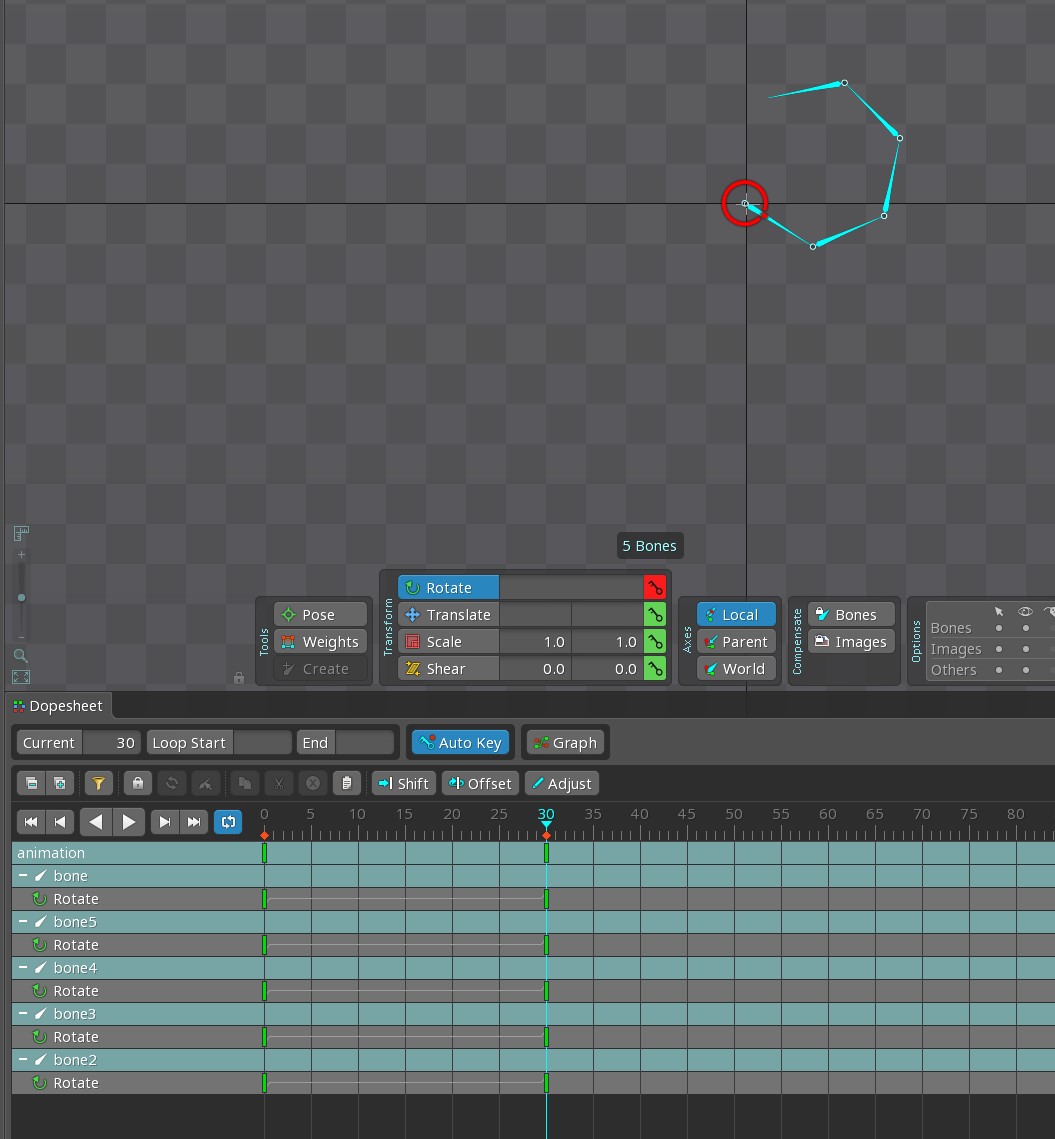 5 Bones
Rotate
Pose Translate Local Bones
Tools Weights Transform Scale 1.0 1.0 Axes Parent Compensate Images Options Bones
Images
Create Shear 0.0 0.0 World Others
Dopesheet
Current 30 Loop Start End Auto Key Graph
Shift Offset Adjust
0 5 10 15 20 25 30 35 40 45 50 55 60 65 70 75 80
animation
bone
Rotate
bone5
Rotate
bone4
Rotate
bone3
Rotate
bone2
Rotate